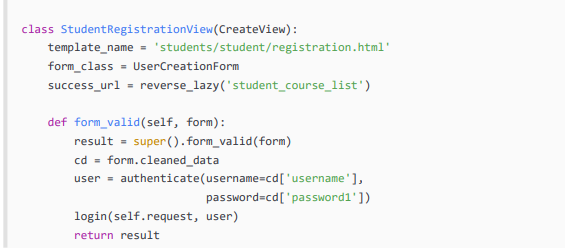 class StudentRegistrationView(CreateView):
    template_name = 'students/student/registration.html'
    form_class = UserCreationForm
    success_url = reverse_lazy('student_course_list')

    def form_valid(self, form):
        result = super().form_valid(form)
        cd = form.cleaned_data
        user = authenticate(username=cd['username'],
                            password=cd['password1'])
        login(self.request, user)
        return result